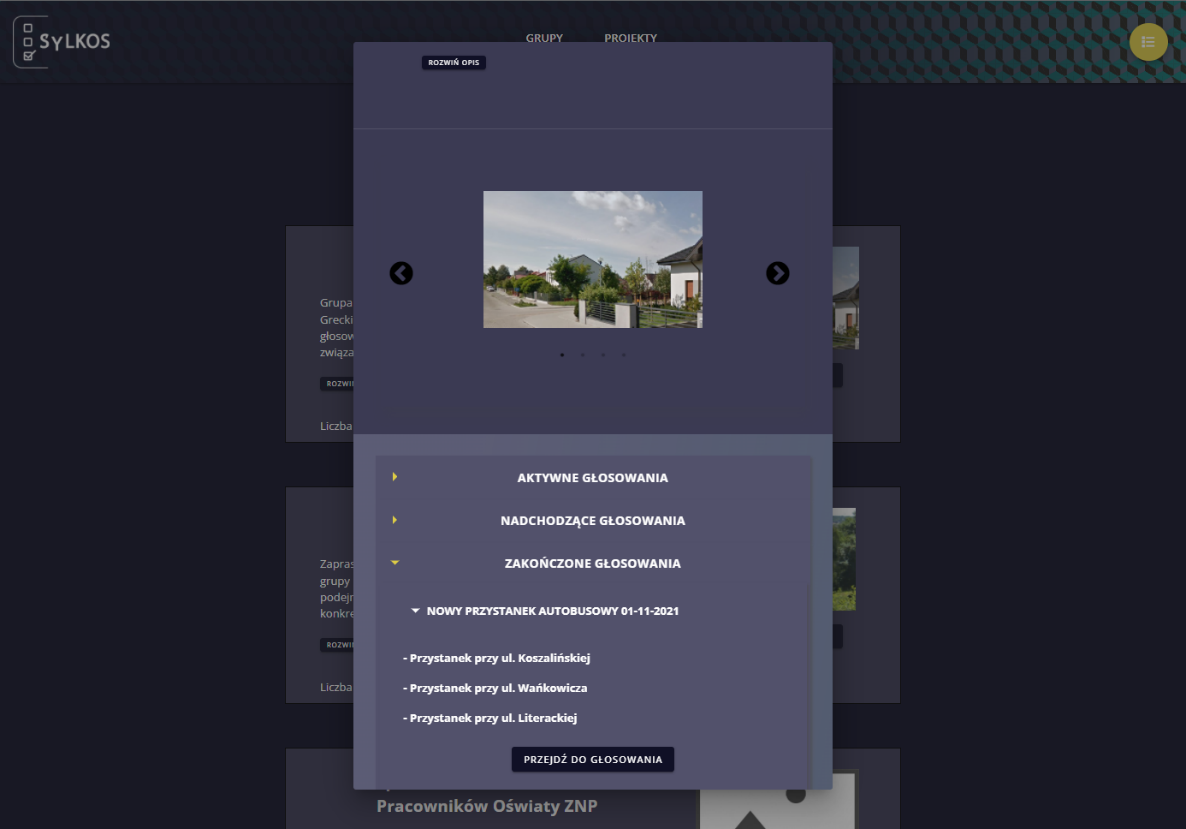 SyLKOS
GRUPY
PROJEKTY
ROZWIŃ OPIS
Grupa
Grecki
głosow
związa
ROZWI
Liczba
AKTYWNE GŁOSOWANIA
NADCHODZĄCE GŁOSOWANIA
ZAKOŃCZONE GŁOSOWANIA
Zapras
grupy
podejr
konkre
ROZWI
Liczba
NOWY PRZYSTANEK AUTOBUSOWY 01-11-2021
- Przystanek przy ul. Koszalińskiej
- Przystanek przy ul. Wańkowicza
- Przystanek przy ul. Literackiej
PRZEJDŹ DO GŁOSOWANIA
Pracowników Oświaty ZNP